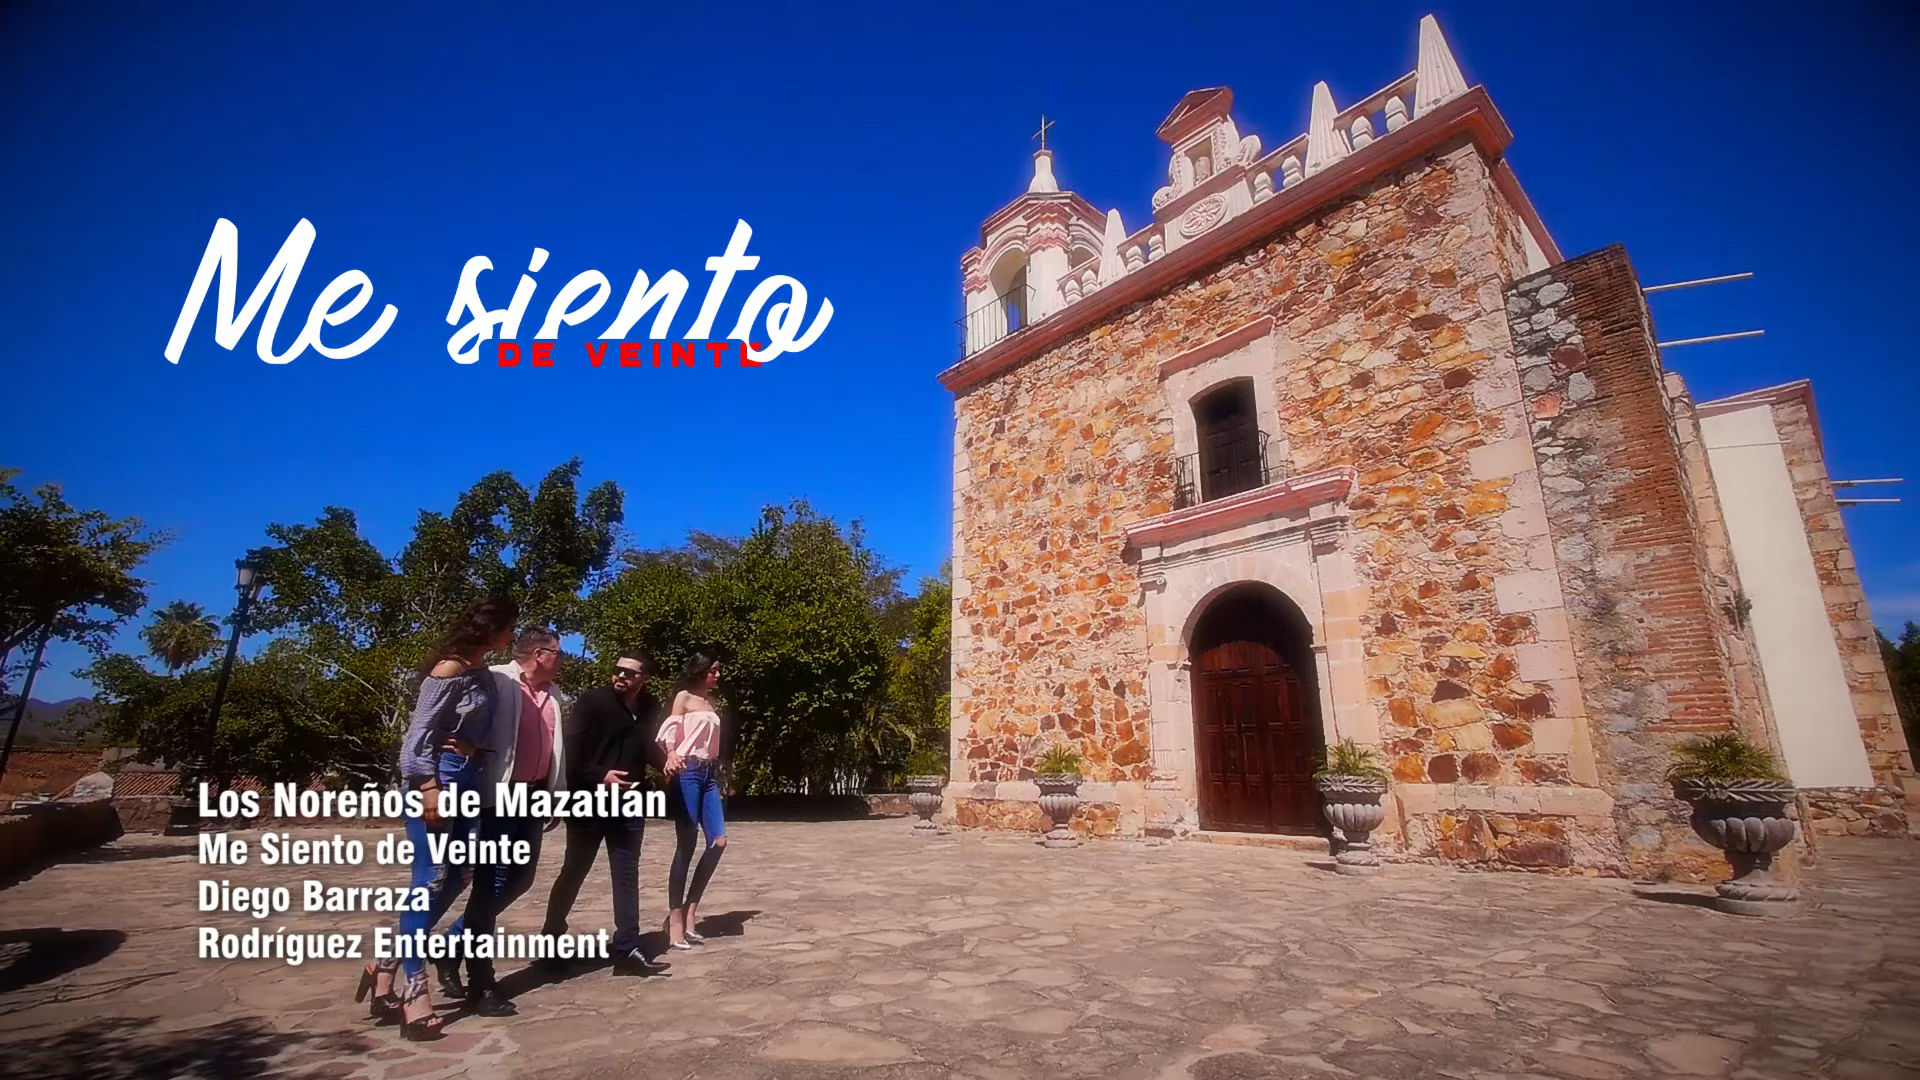 Me siento
DE VEINTE
Los Noreños de Mazatlán
Me Siento de Veinte
Diego Barraza
Rodríguez Entertainment